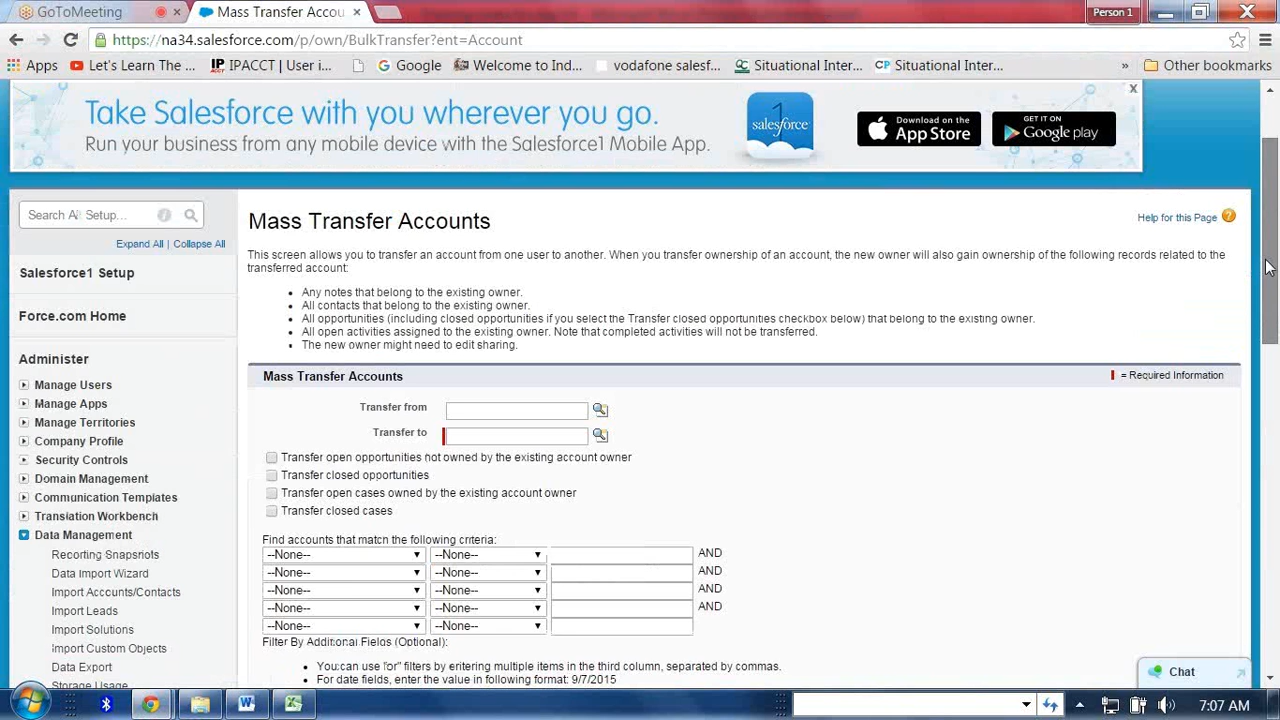 GoToMeeting
Mass Transfer Accou
Person 1
https://na34.salesforce.com/p/own/BulkTransfer?ent=Account
Apps
Let's Learn The ...
IPACCT | User i...
Google
Welcome to Ind...
vodafone salesf...
Situational Inter...
Situational Inter...
»
Other bookmarks
Take Salesforce with you wherever you go.
Run your business from any mobile device with the Salesforce1 Mobile App.
1
salesforce
Download on the
App Store
GET IT ON
Google play
x
Search All Setup...
Expand All | Collapse All
Salesforce1 Setup
Force.com Home
Administer
Manage Users
Manage Apps
Manage Territories
Company Profile
Security Controls
Domain Management
Communication Templates
Translation Workbench
Data Management
Recording Snapshots
Data Import Wizard
Import Accounts/Contacts
Import Leads
Import Solutions
Import Custom Objects
Data Export
Storage Usage
Mass Transfer Accounts
Help for this Page ?
This screen allows you to transfer an account from one user to another. When you transfer ownership of an account, the new owner will also gain ownership of the following records related to the
transferred account:
• Any notes that belong to the existing owner.
• All contacts that belong to the existing owner.
• All opportunities (including closed opportunities if you select the Transfer closed opportunities checkbox below) that belong to the existing owner.
• All open activities assigned to the existing owner. Note that completed activities will not be transferred.
• The new owner might need to edit sharing.
Mass Transfer Accounts
= Required Information
Transfer from
Transfer to
Transfer open opportunities not owned by the existing account owner
Transfer closed opportunities
Transfer open cases owned by the existing account owner
Transfer closed cases
Find accounts that match the following criteria:
--None-- --None-- AND
--None-- --None-- AND
--None-- --None-- AND
--None-- --None-- AND
--None-- --None--
Filter By Additional Fields (Optional):
• You can use "or" filters by entering multiple items in the third column, separated by commas.
• For date fields, enter the value in following format: 9/7/2015
Chat
7:07 AM